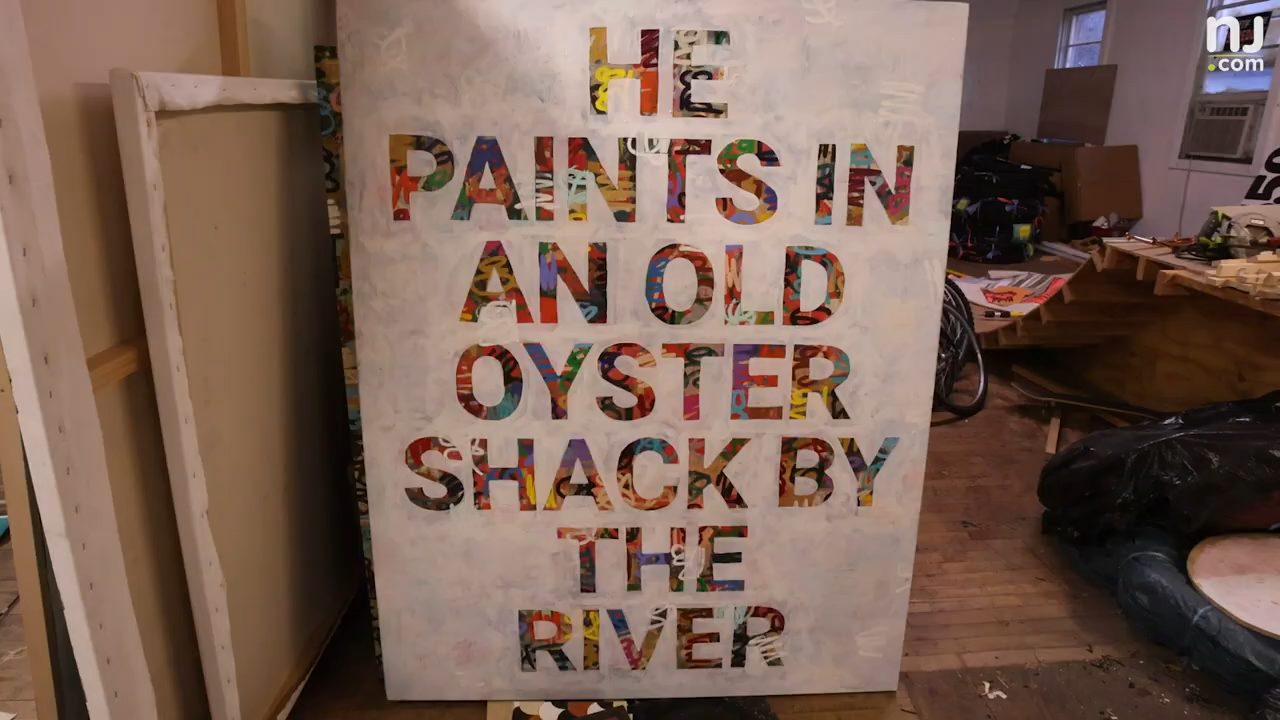 nj
.com
HE
PAINTS IN
AN OLD
OYSTER
SHACK BY
THE
RIVER